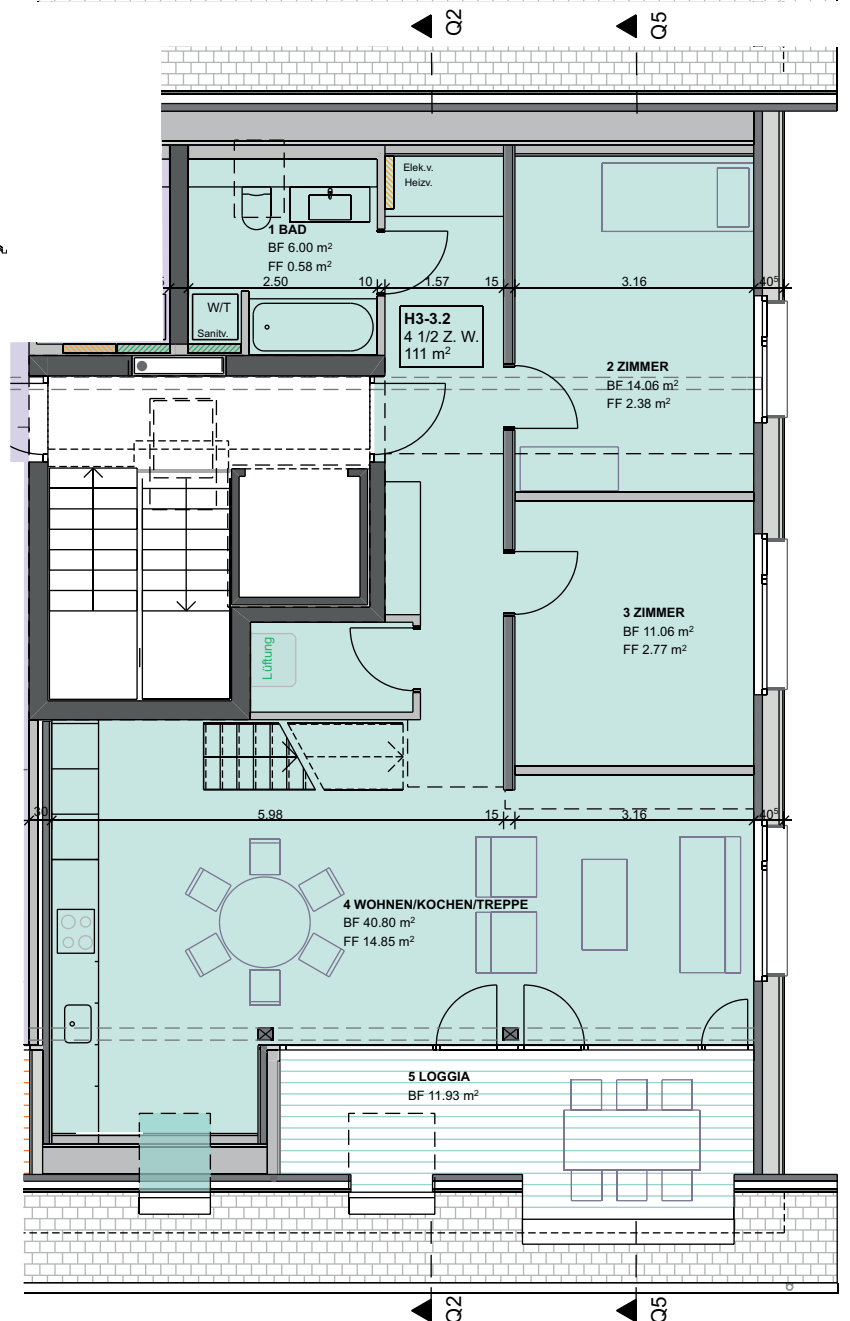 Q2
Q5
Elek.v.
Heizv.
1 BAD
BF 6.00 m²
FF 0.58 m²
2.50
10
1.57
15
3.16
40⁵
W/T
Sanitv.
H3-3.2
4 1/2 Z. W.
111 m²
2 ZIMMER
BF 14.06 m²
FF 2.38 m²
3 ZIMMER
BF 11.06 m²
FF 2.77 m²
Lüftung
30
5.98
15
3.16
40⁵
4 WOHNEN/KOCHEN/TREPPE
BF 40.80 m²
FF 14.85 m²
5 LOGGIA
BF 11.93 m²
Q2
Q5